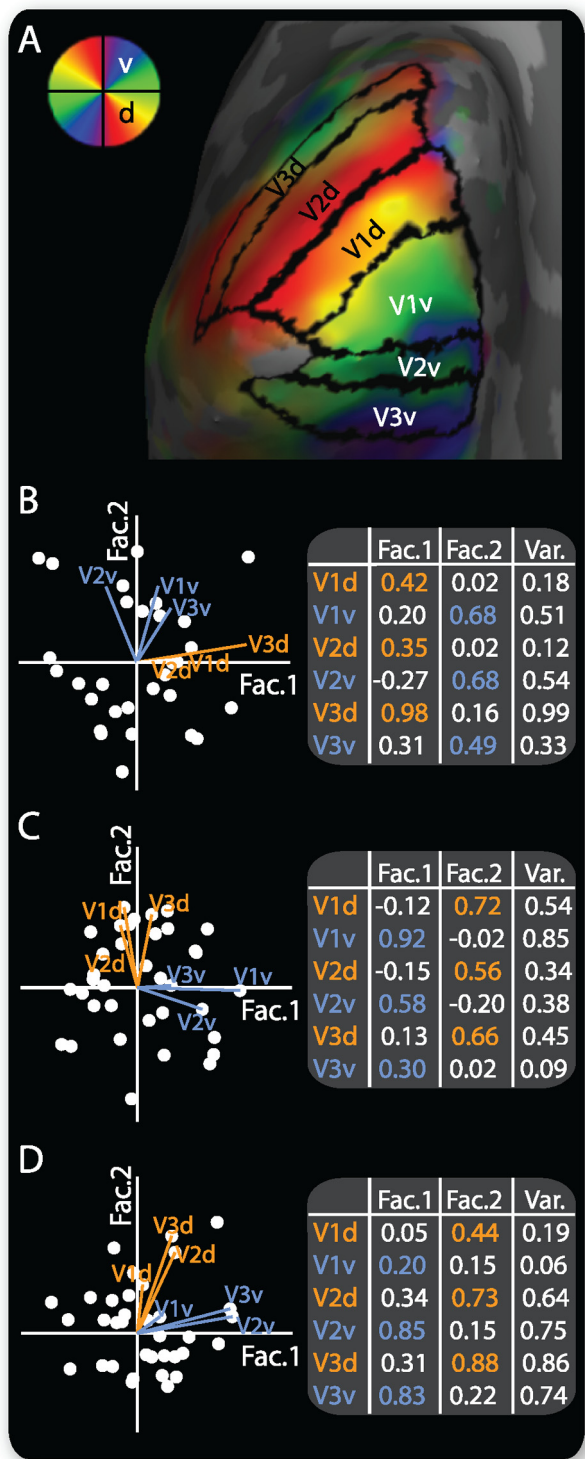 A
v
d
V3d
V2d
V1d
V1v
V2v
V3v
B
Fac.2
V2v
V1v
V3v
V3d
V2d
V1d
Fac.1
Fac.1 Fac.2 Var.
V1d 0.42 0.02 0.18
V1v 0.20 0.68 0.51
V2d 0.35 0.02 0.12
V2v -0.27 0.68 0.54
V3d 0.98 0.16 0.99
V3v 0.31 0.49 0.33
C
Fac.2
V1d
V3d
V2d
V3v
V1v
V2v
Fac.1
Fac.1 Fac.2 Var.
V1d -0.12 0.72 0.54
V1v 0.92 -0.02 0.85
V2d -0.15 0.56 0.34
V2v 0.58 -0.20 0.38
V3d 0.13 0.66 0.45
V3v 0.30 0.02 0.09
D
Fac.2
V3d
V2d
V1d
V1v
V3v
V2v
Fac.1
Fac.1 Fac.2 Var.
V1d 0.05 0.44 0.19
V1v 0.20 0.15 0.06
V2d 0.34 0.73 0.64
V2v 0.85 0.15 0.75
V3d 0.31 0.88 0.86
V3v 0.83 0.22 0.74